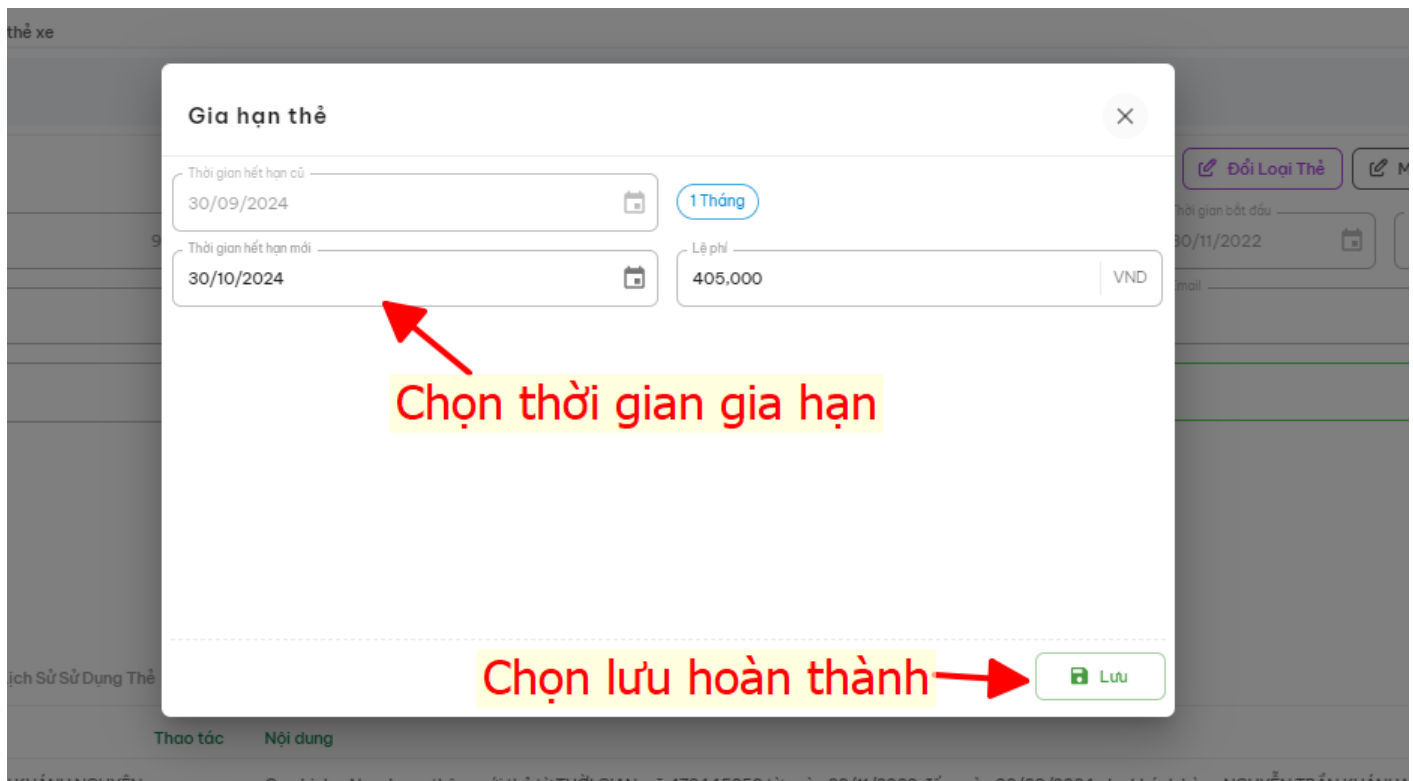 thẻ xe
Gia hạn thẻ
Đổi Loại Thẻ
Thời gian hết hạn cũ
30/09/2024
1 Tháng
Thời gian bắt đầu
30/11/2022
Thời gian hết hạn mới
30/10/2024
Lệ phí
405,000
VND
Chọn thời gian gia hạn
Chọn lưu hoàn thành
Lưu
Sử Sử Dụng Thẻ
Thao tác
Nội dung